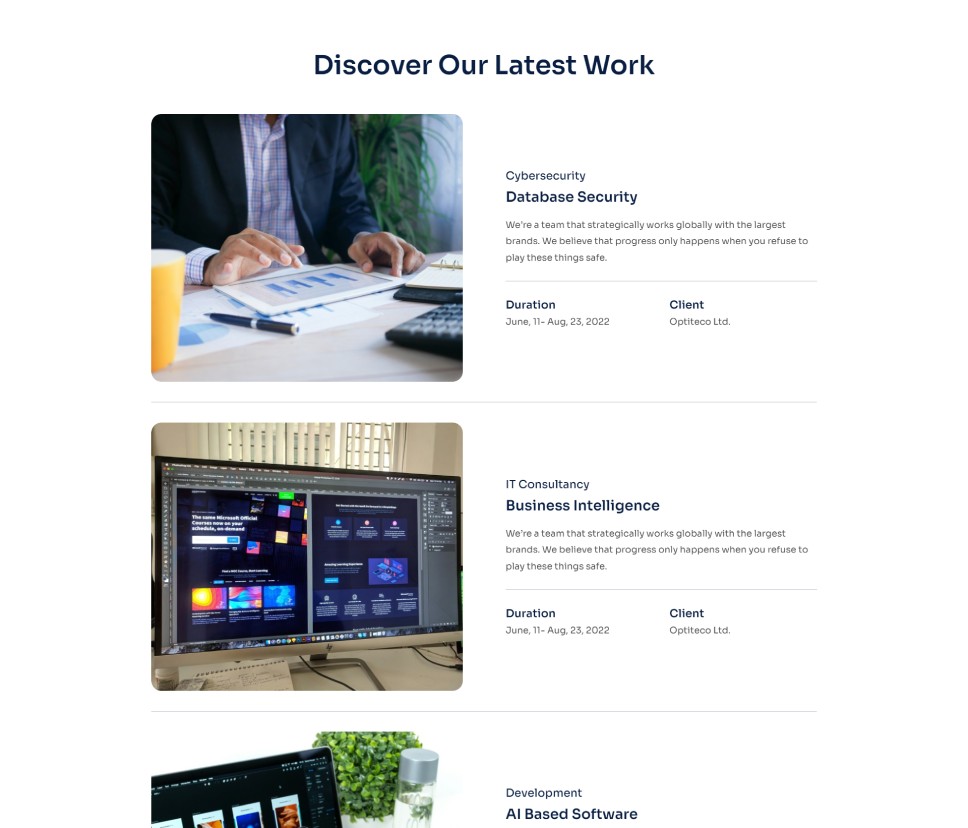 Discover Our Latest Work
Cybersecurity
Database Security
We're a team that strategically works globally with the largest
brands. We believe that progress only happens when you refuse to
play these things safe.
Duration
Client
June, 11- Aug, 23, 2022
Optiteco Ltd.
The same Microsoft Official
Courses now on your
schedule, on-demand
IT Consultancy
Business Intelligence
We're a team that strategically works globally with the largest
brands. We believe that progress only happens when you refuse to
play these things safe.
Duration
Client
June, 11- Aug, 23, 2022
Optiteco Ltd.
Development
AI Based Software